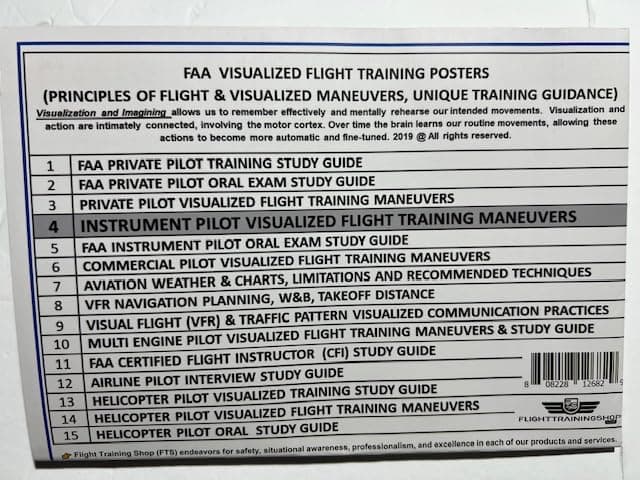 FAA VISUALIZED FLIGHT TRAINING POSTERS
(PRINCIPLES OF FLIGHT & VISUALIZED MANEUVERS, UNIQUE TRAINING GUIDANCE)
Visualization and Imagining allows us to remember effectively and mentally rehearse our intended movements. Visualization and
action are intimately connected, involving the motor cortex. Over time the brain learns our routine movements, allowing these
actions to become more automatic and fine-tuned. 2019 @ All rights reserved.
1 FAA PRIVATE PILOT TRAINING STUDY GUIDE
2 FAA PRIVATE PILOT ORAL EXAM STUDY GUIDE
3 PRIVATE PILOT VISUALIZED FLIGHT TRAINING MANEUVERS
4 INSTRUMENT PILOT VISUALIZED FLIGHT TRAINING MANEUVERS
5 FAA INSTRUMENT PILOT ORAL EXAM STUDY GUIDE
6 COMMERCIAL PILOT VISUALIZED FLIGHT TRAINING MANEUVERS
7 AVIATION WEATHER & CHARTS, LIMITATIONS AND RECOMMENDED TECHNIQUES
8 VFR NAVIGATION PLANNING, W&B, TAKEOFF DISTANCE
9 VISUAL FLIGHT (VFR) & TRAFFIC PATTERN VISUALIZED COMMUNICATION PRACTICES
10 MULTI ENGINE PILOT VISUALIZED FLIGHT TRAINING MANEUVERS & STUDY GUIDE
11 FAA CERTIFIED FLIGHT INSTRUCTOR (CFI) STUDY GUIDE
12 AIRLINE PILOT INTERVIEW STUDY GUIDE
13 HELICOPTER PILOT VISUALIZED TRAINING STUDY GUIDE
14 HELICOPTER PILOT VISUALIZED FLIGHT TRAINING MANEUVERS
15 HELICOPTER PILOT ORAL STUDY GUIDE
8 08228 12682 5
FLIGHTTRAININGSHOP
Flight Training Shop (FTS) endeavors for safety, situational awareness, professionalism, and excellence in each of our products and services.